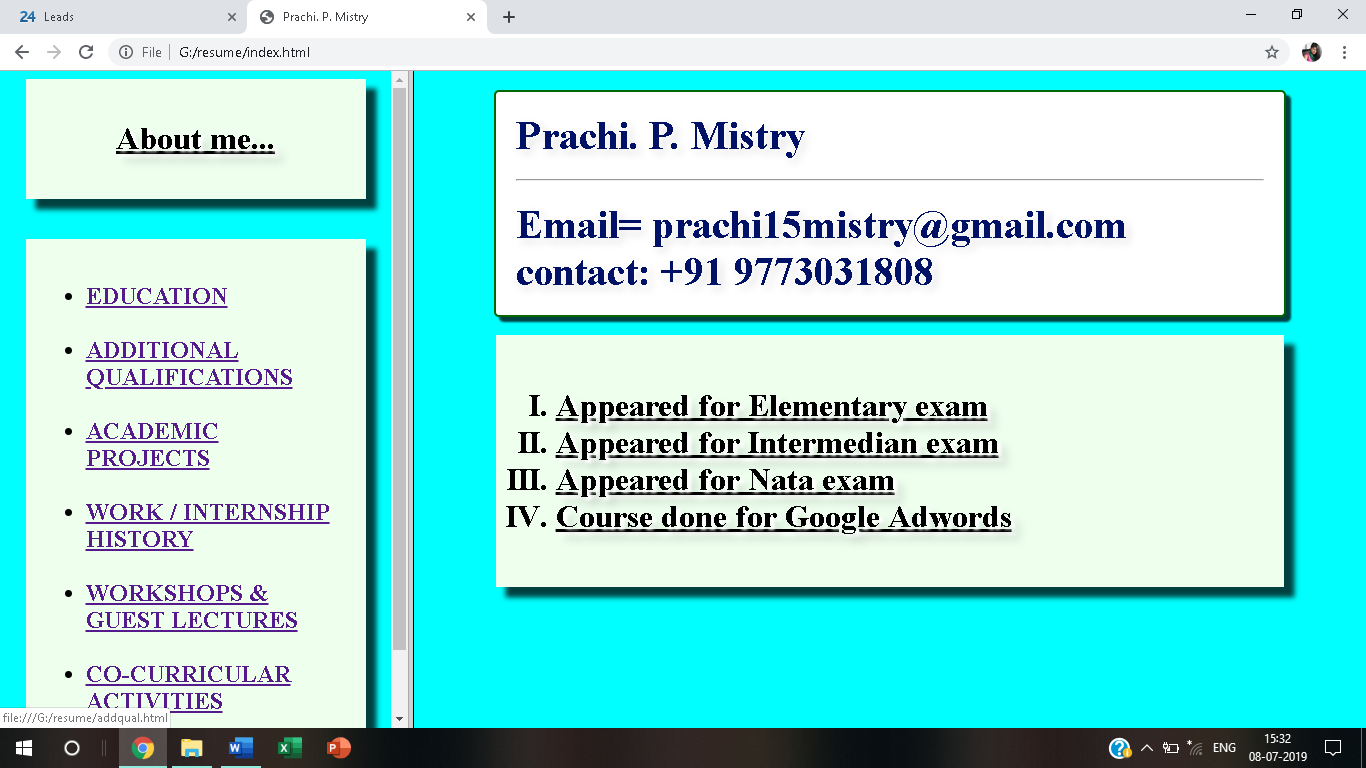 24 Leads
Prachi. P. Mistry
File
G:/resume/index.html
About me...
EDUCATION
ADDITIONAL
QUALIFICATIONS
ACADEMIC
PROJECTS
WORK / INTERNSHIP
HISTORY
WORKSHOPS &
GUEST LECTURES
CO-CURRICULAR
ACTIVITIES
file:///G:/resume/addqual.html
Prachi. P. Mistry
Email= prachi15mistry@gmail.com
contact: +91 9773031808
I. Appeared for Elementary exam
II. Appeared for Intermedian exam
III. Appeared for Nata exam
IV. Course done for Google Adwords
ENG
15:32
08-07-2019